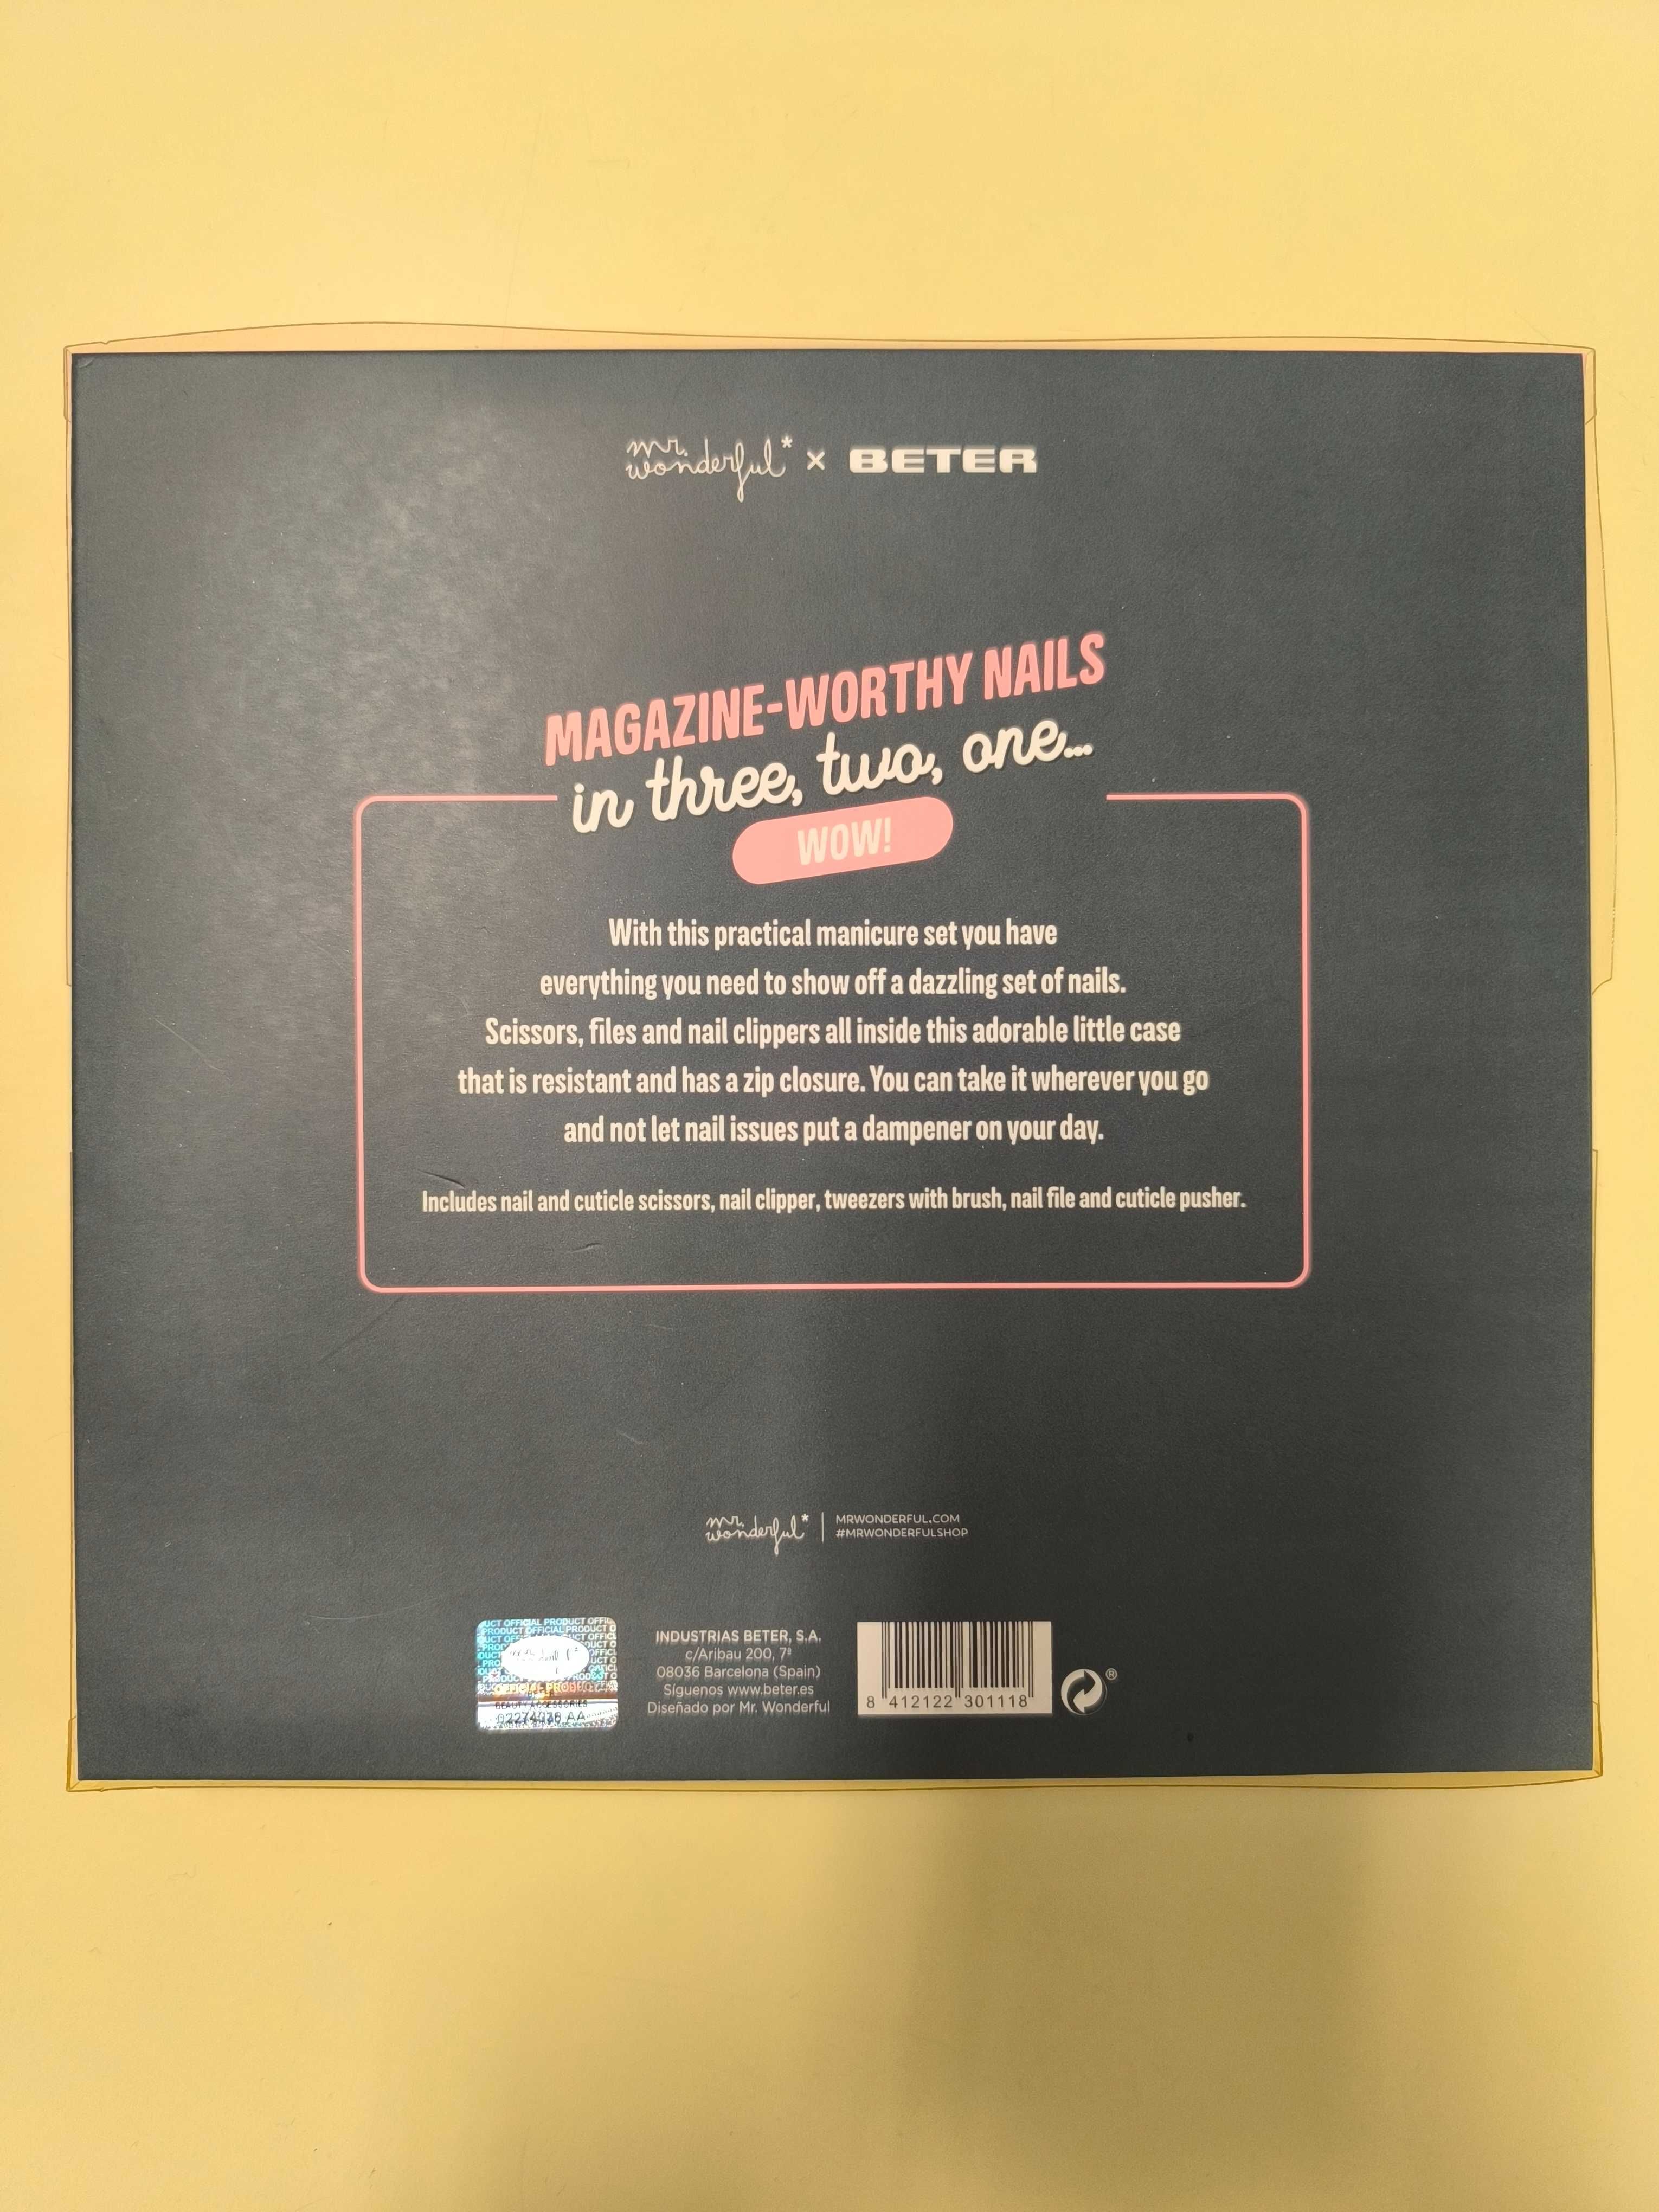 mr. wonderful* x BETER
MAGAZINE-WORTHY NAILS
in three, two, one...
WOW!
With this practical manicure set you have
everything you need to show off a dazzling set of nails.
Scissors, files and nail clippers all inside this adorable little case
that is resistant and has a zip closure. You can take it wherever you go
and not let nail issues put a dampener on your day.
Includes nail and cuticle scissors, nail clipper, tweezers with brush, nail file and cuticle pusher.
mr. wonderful*
MRWONDERFUL.COM
#MRWONDERFULSHOP
OFFICIAL PRODUCT
BEAUTY ACCESSORIES
INDUSTRIAS BETER, S.A.
c/Aribau 200, 7ª
08036 Barcelona (Spain)
Síguenos www.beter.es
Diseñado por Mr. Wonderful
8 412122 301118
®